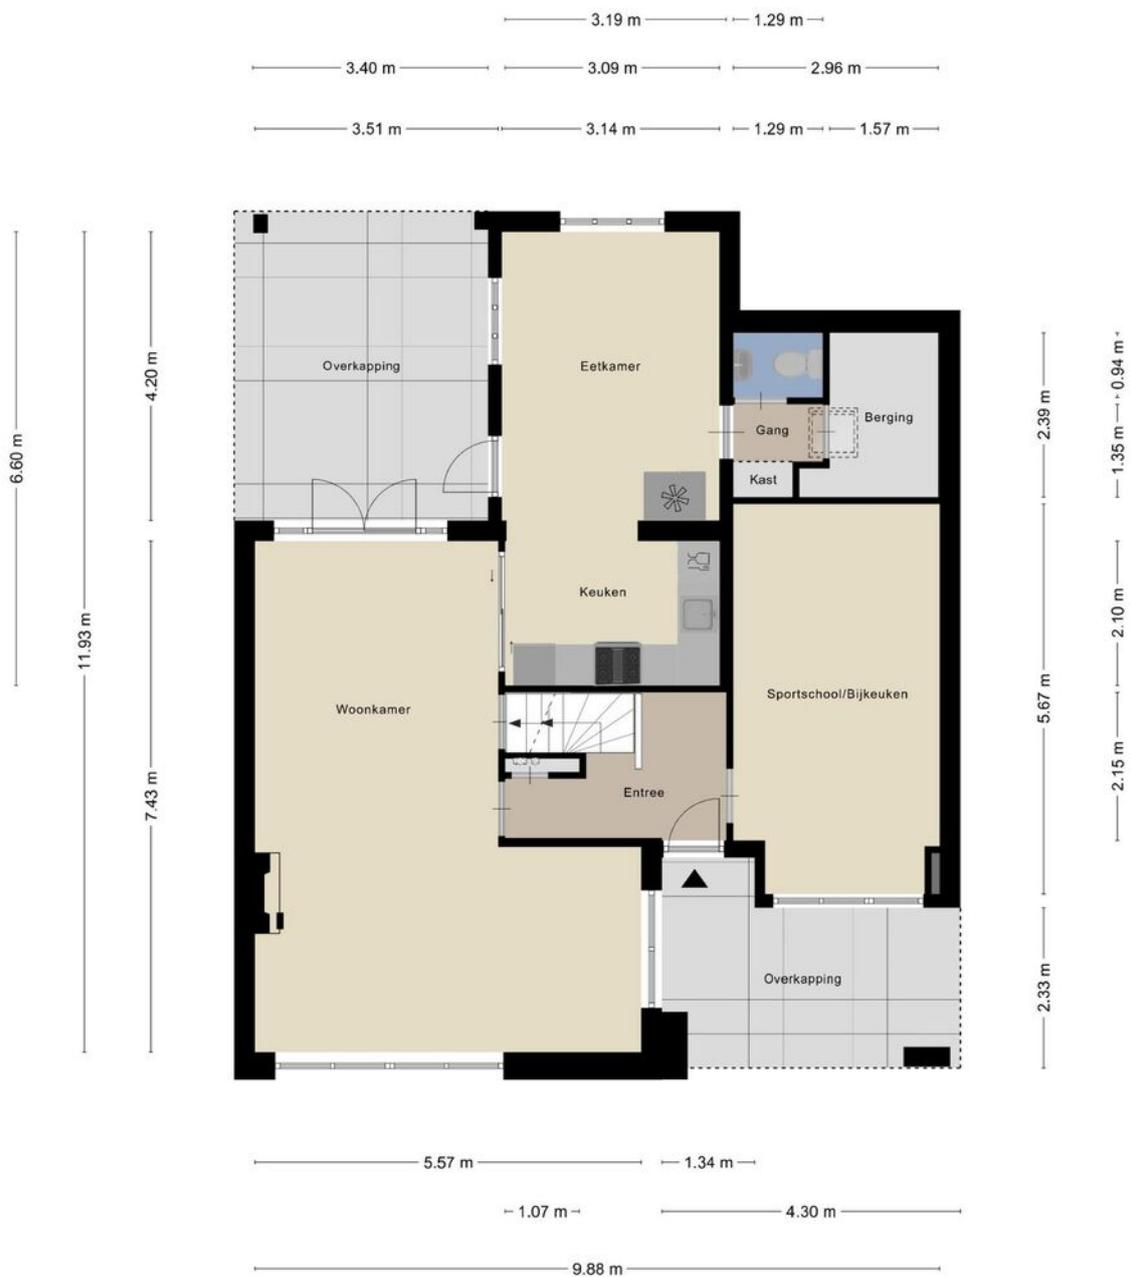 3.19 m 1.29 m
3.40 m 3.09 m 2.96 m
3.51 m 3.14 m 1.29 m 1.57 m
6.60 m
11.93 m
4.20 m
7.43 m
Overkapping
Eetkamer
Gang
Berging
Kast
Keuken
Woonkamer
Sportschool/Bijkeuken
Entree
Overkapping
2.39 m
5.67 m
2.33 m
0.94 m
1.35 m
2.10 m
2.15 m
5.57 m 1.34 m
1.07 m 4.30 m
9.88 m